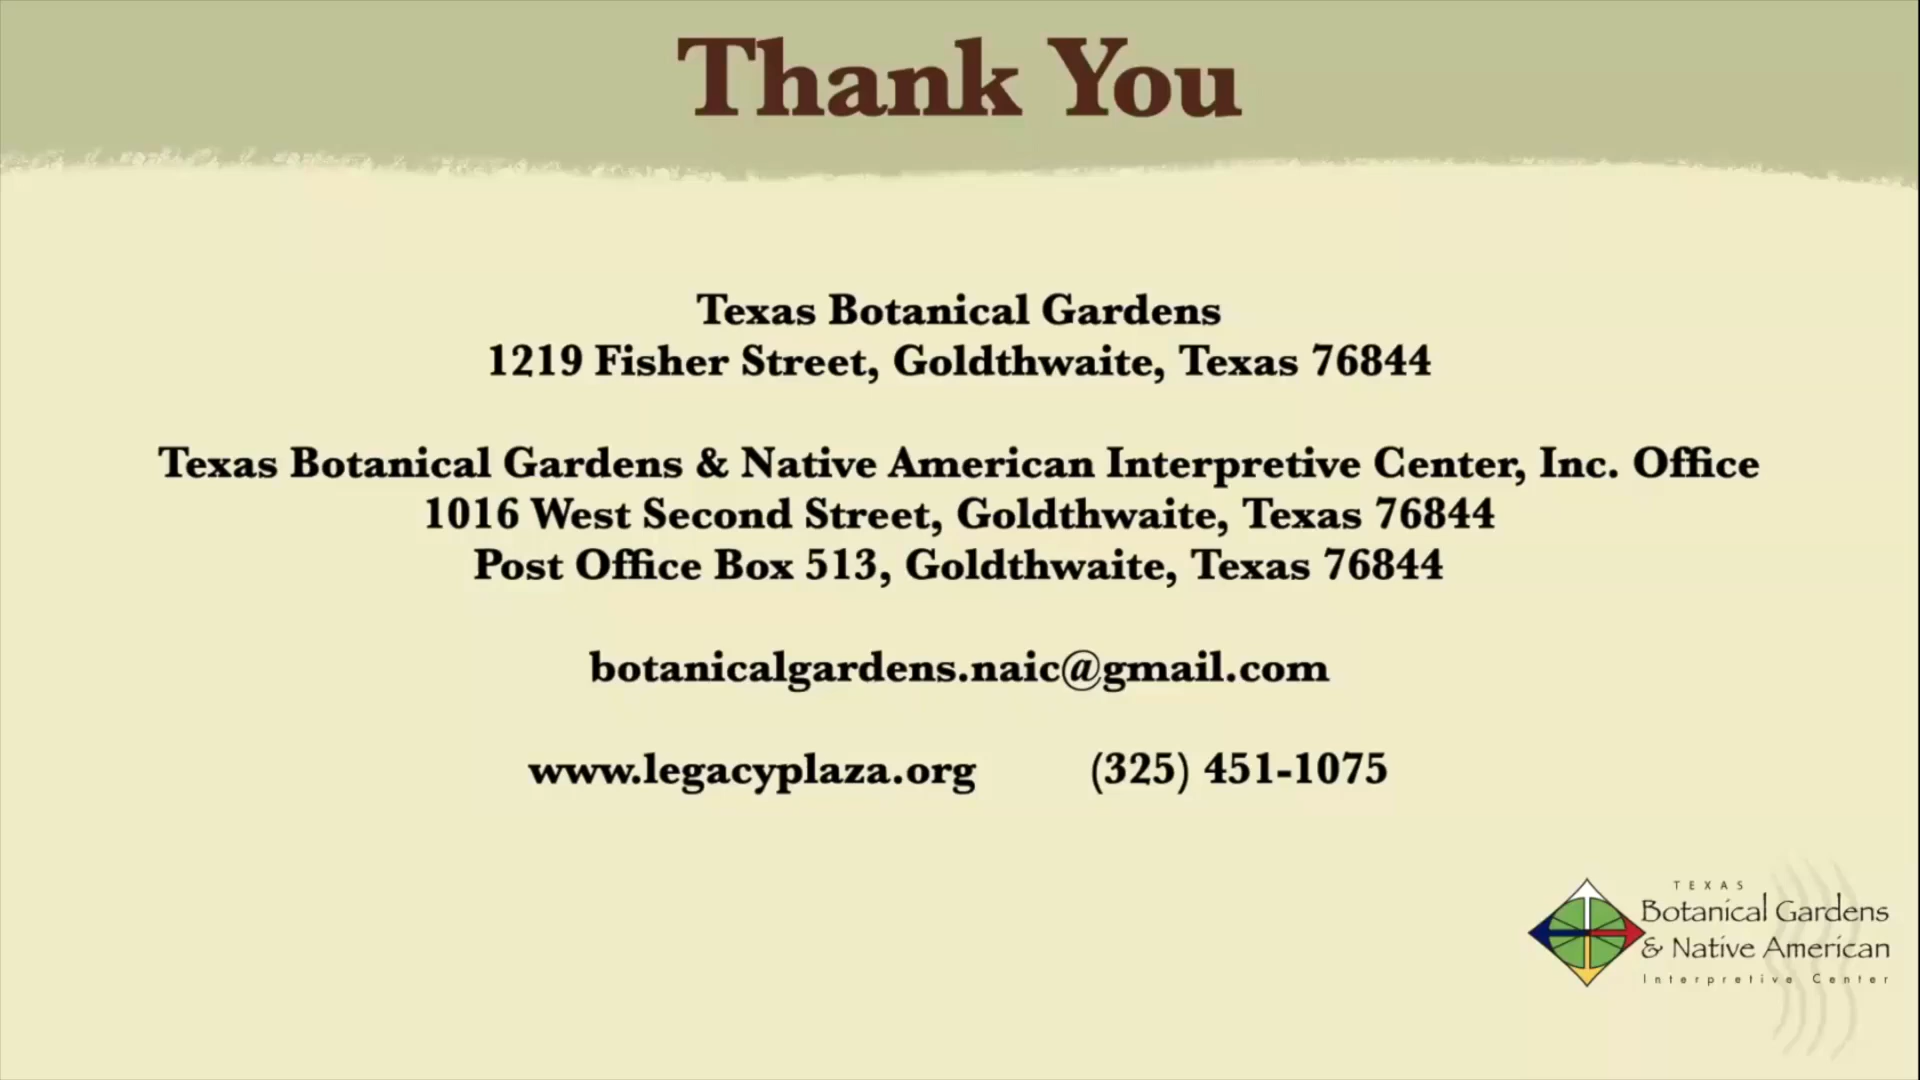 Thank You
Texas Botanical Gardens
1219 Fisher Street, Goldthwaite, Texas 76844
Texas Botanical Gardens & Native American Interpretive Center, Inc. Office
1016 West Second Street, Goldthwaite, Texas 76844
Post Office Box 513, Goldthwaite, Texas 76844
botanicalgardens.naic@gmail.com
www.legacyplaza.org (325) 451-1075
TEXAS
Botanical Gardens
& Native American
Interpretive Center